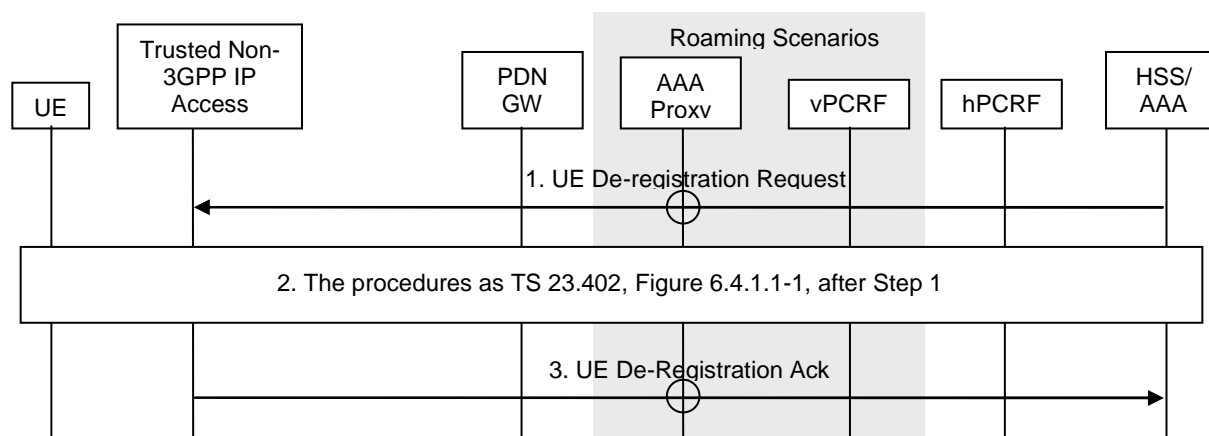 Roaming Scenarios
UE
Trusted Non-
3GPP IP
Access
PDN
GW
AAA
Proxy
vPCRF
hPCRF
HSS/
AAA
1. UE De-registration Request
2. The procedures as TS 23.402, Figure 6.4.1.1-1, after Step 1
3. UE De-Registration Ack